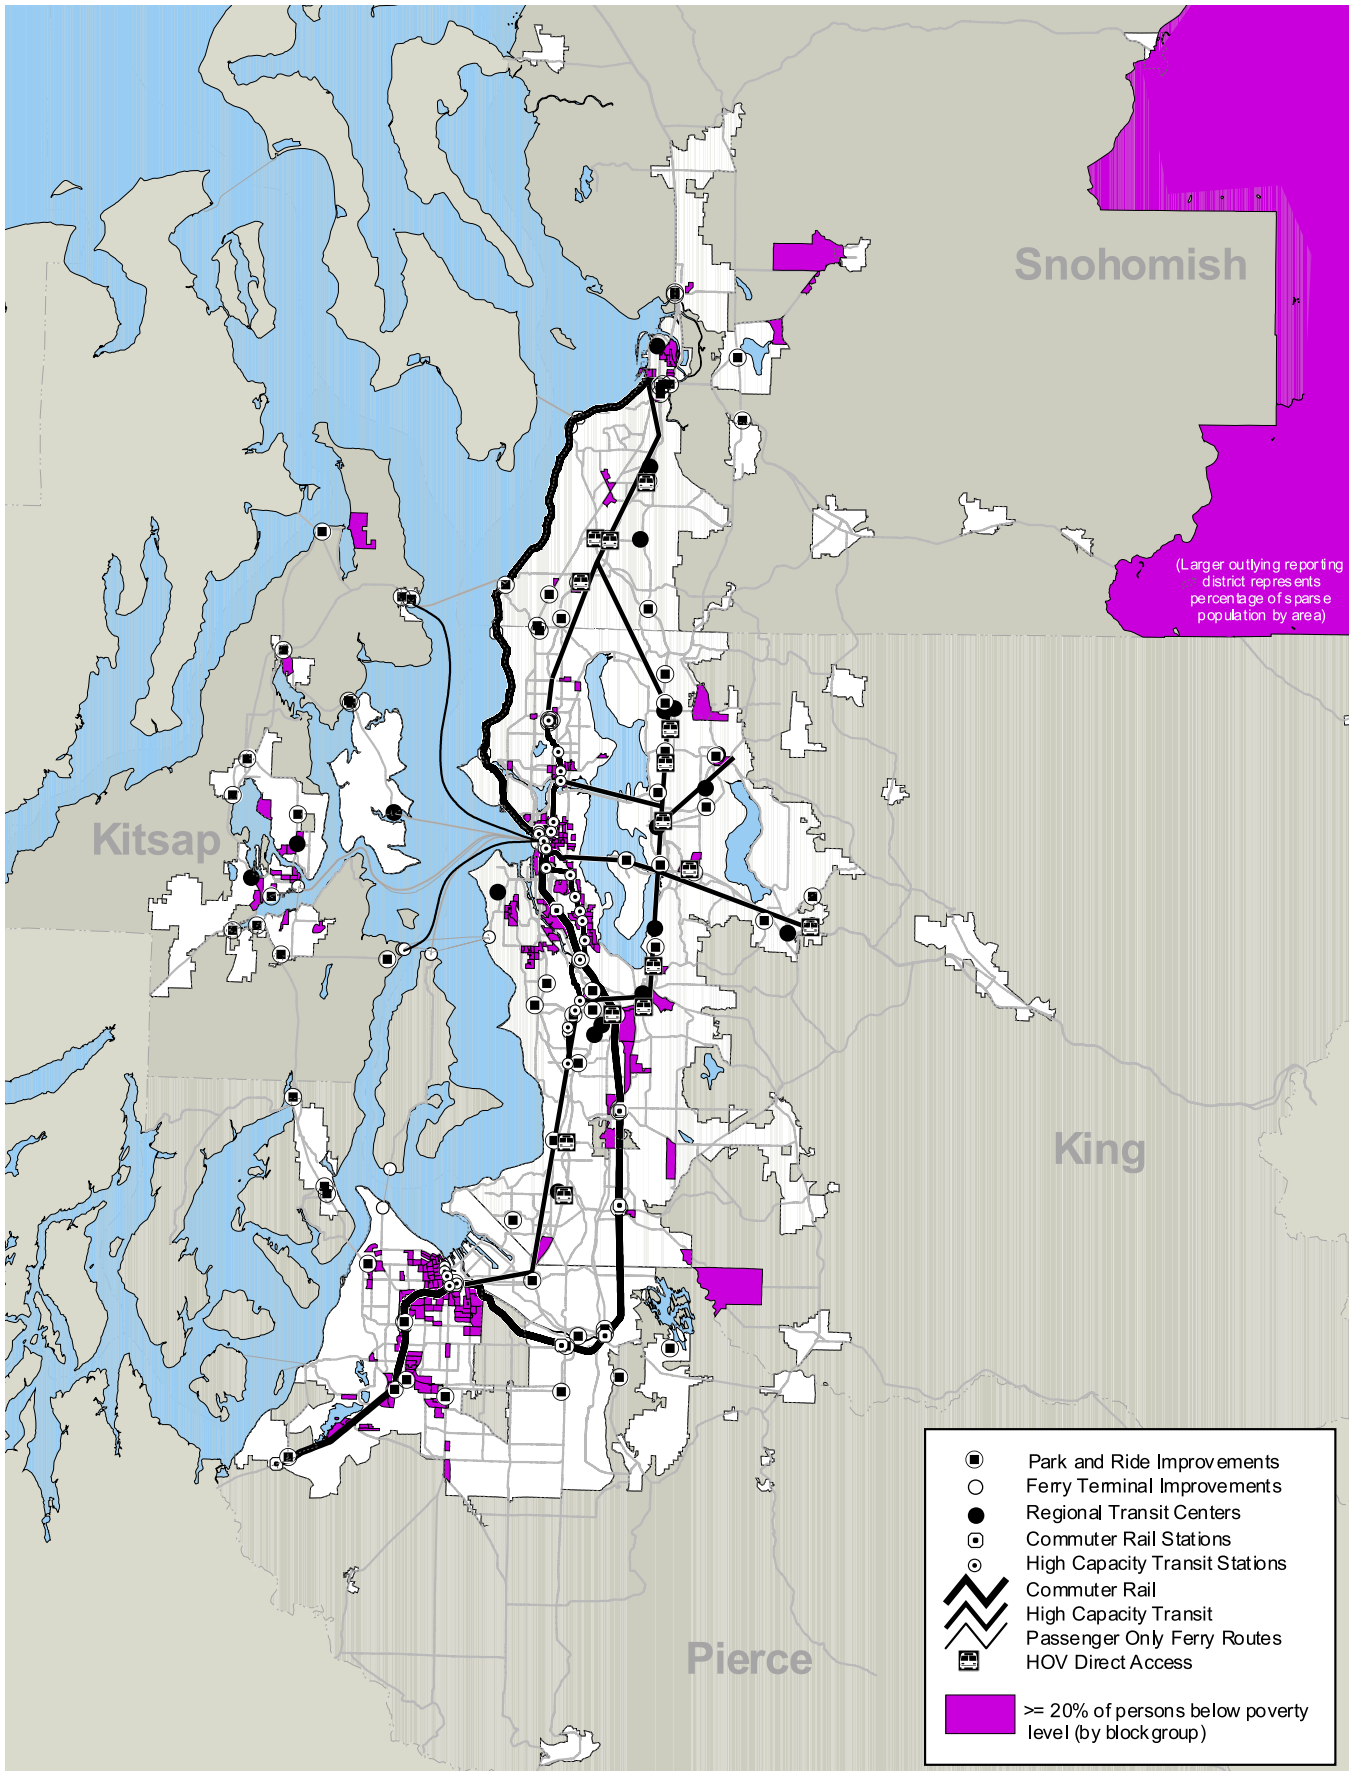 Snohomish
(Larger outlying reporting
district represents
percentage of sparse
population by area)
Kitsap
King
Pierce
Park and Ride Improvements
Ferry Terminal Improvements
Regional Transit Centers
Commuter Rail Stations
High Capacity Transit Stations
Commuter Rail
High Capacity Transit
Passenger Only Ferry Routes
HOV Direct Access
>= 20% of persons below poverty
level (by blockgroup)